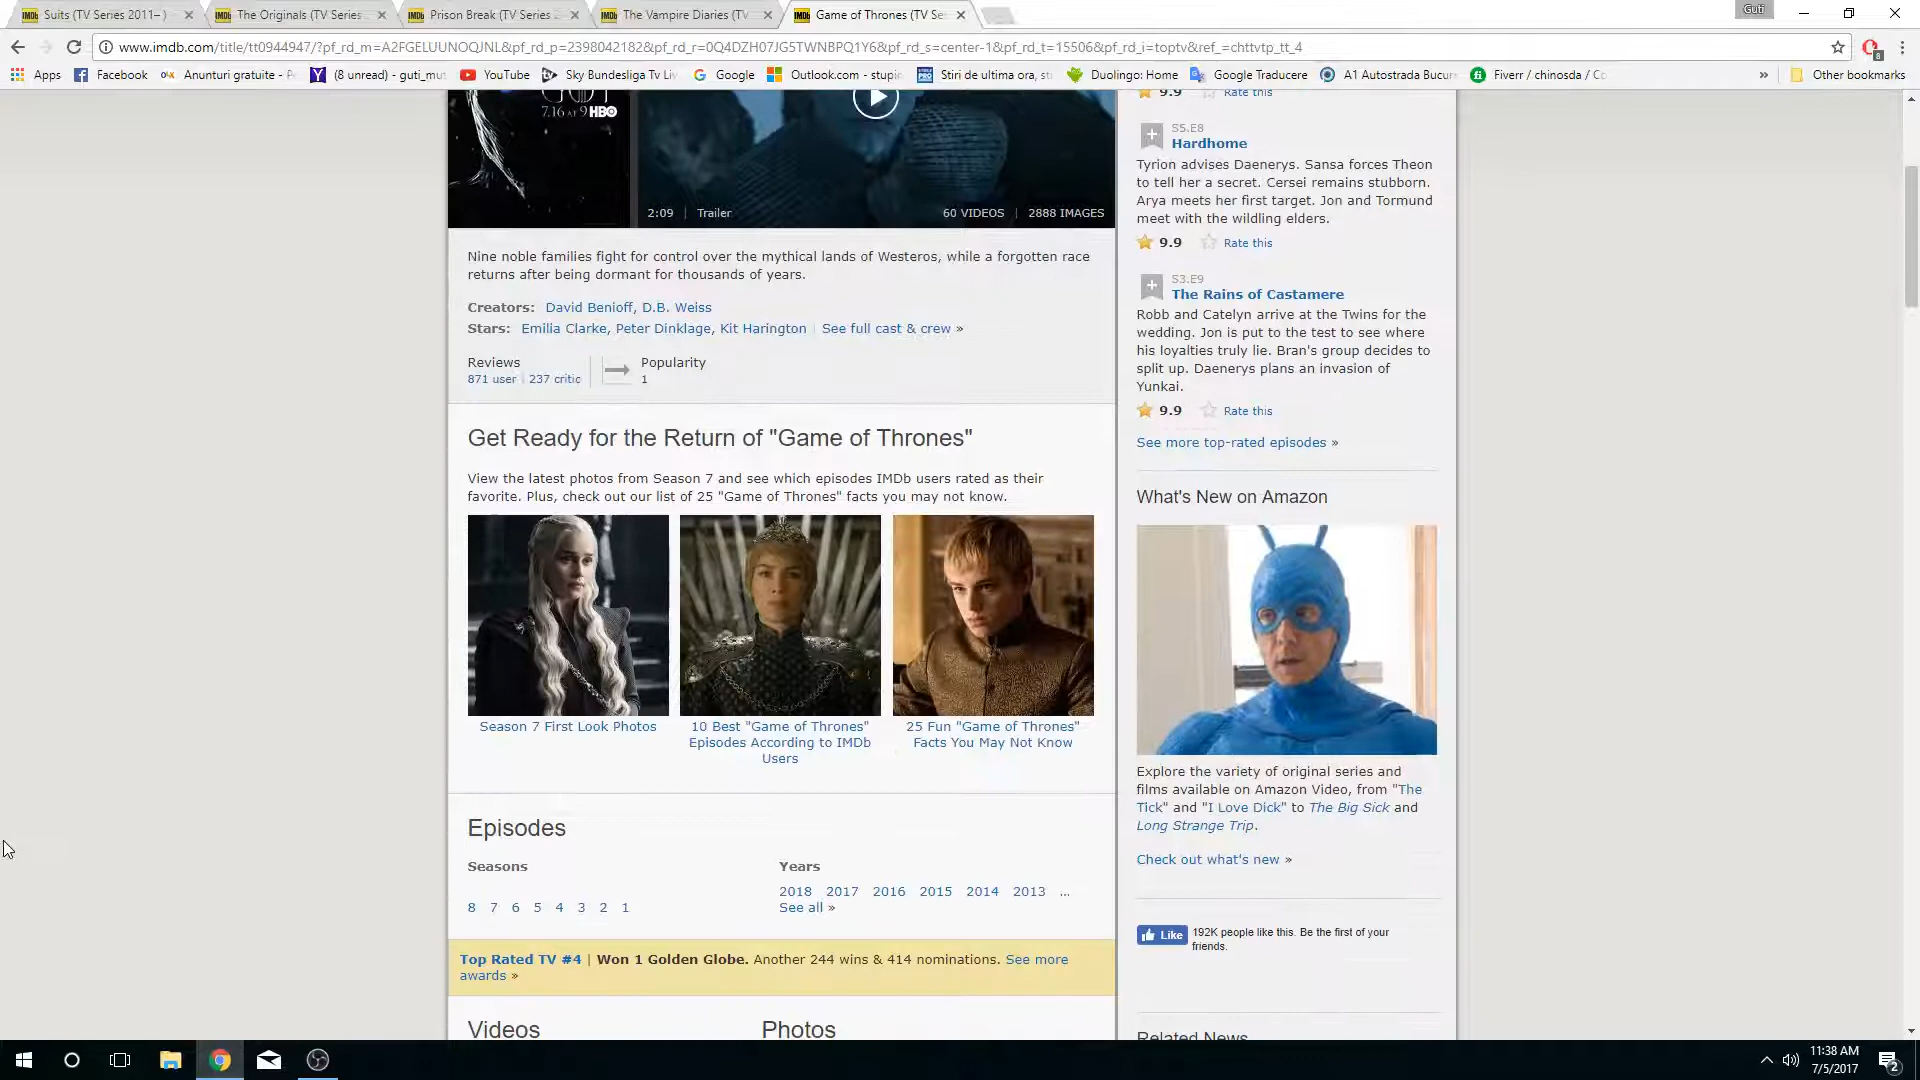 IMDb Suits (TV Series 2011– )
IMDb The Originals (TV Series
IMDb Prison Break (TV Series
IMDb The Vampire Diaries (TV
IMDb Game of Thrones (TV Se
Guti
www.imdb.com/title/tt0944947/?pf_rd_m=A2FGELUUNOQJNL&pf_rd_p=2398042182&pf_rd_r=0Q4DZH07JG5TWNBPQ1Y6&pf_rd_s=center-1&pf_rd_t=15506&pf_rd_i=toptv&ref_=chttvtp_tt_4
8
Apps
Facebook
Anunturi gratuite -
(8 unread) - guti_mut
YouTube
Sky Bundesliga Tv Li
Google
Outlook.com - stupi
Stiri de ultima ora, st
Duolingo: Home
Google Traducere
A1 Autostrada Bucur
Fiverr / chinosda / Co
»
Other bookmarks
7.16 AT 9 HBO
2:09 | Trailer
60 VIDEOS | 2888 IMAGES
Nine noble families fight for control over the mythical lands of Westeros, while a forgotten race
returns after being dormant for thousands of years.
Creators: David Benioff, D.B. Weiss
Stars: Emilia Clarke, Peter Dinklage, Kit Harington | See full cast & crew »
Reviews
871 user | 237 critic
Popularity
1
Get Ready for the Return of "Game of Thrones"
View the latest photos from Season 7 and see which episodes IMDb users rated as their
favorite. Plus, check out our list of 25 "Game of Thrones" facts you may not know.
Season 7 First Look Photos
10 Best "Game of Thrones"
Episodes According to IMDb
Users
25 Fun "Game of Thrones"
Facts You May Not Know
Episodes
Seasons
8 7 6 5 4 3 2 1
Years
2018 2017 2016 2015 2014 2013 ...
See all »
Top Rated TV #4 | Won 1 Golden Globe. Another 244 wins & 414 nominations. See more
awards »
Videos
Photos
9.9 Rate this
S5.E8
Hardhome
Tyrion advises Daenerys. Sansa forces Theon
to tell her a secret. Cersei remains stubborn.
Arya meets her first target. Jon and Tormund
meet with the wildling elders.
9.9 Rate this
S3.E9
The Rains of Castamere
Robb and Catelyn arrive at the Twins for the
wedding. Jon is put to the test to see where
his loyalties truly lie. Bran's group decides to
split up. Daenerys plans an invasion of
Yunkai.
9.9 Rate this
See more top-rated episodes »
What's New on Amazon
Explore the variety of original series and
films available on Amazon Video, from "The
Tick" and "I Love Dick" to The Big Sick and
Long Strange Trip.
Check out what's new »
Like
192K people like this. Be the first of your
friends.
Related News
11:38 AM
7/5/2017
2